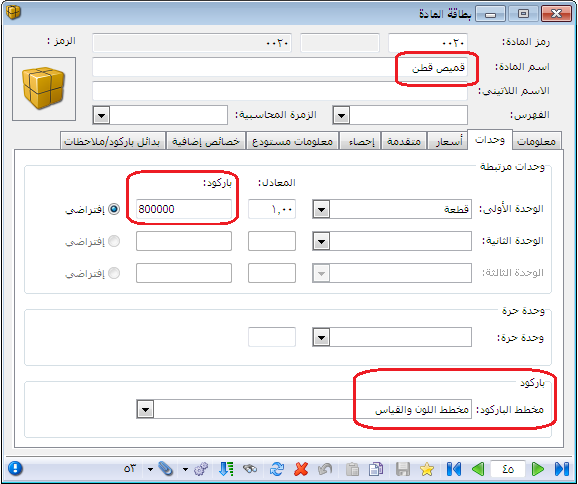 بطاقة المادة
رمز المادة: ٠٠٢٠ ٠٠٢٠ الرمز :
اسم المادة: قميص قطن
الاسم اللاتيني:
الفهرس: الزمرة المحاسبية:
معلومات وحدات أسعار متقدمة إحصاء معلومات مستودع خصائص إضافية بدائل باركود/ملاحظات
وحدات مرتبطة
المعادل: باركود:
الوحدة الأولى: قطعة ١,٠٠ 800000 إفتراضي
الوحدة الثانية: إفتراضي
الوحدة الثالثة: إفتراضي
وحدة حرة
وحدة حرة:
باركود
مخطط الباركود: مخطط اللون والقياس
٤٥ ٥٣